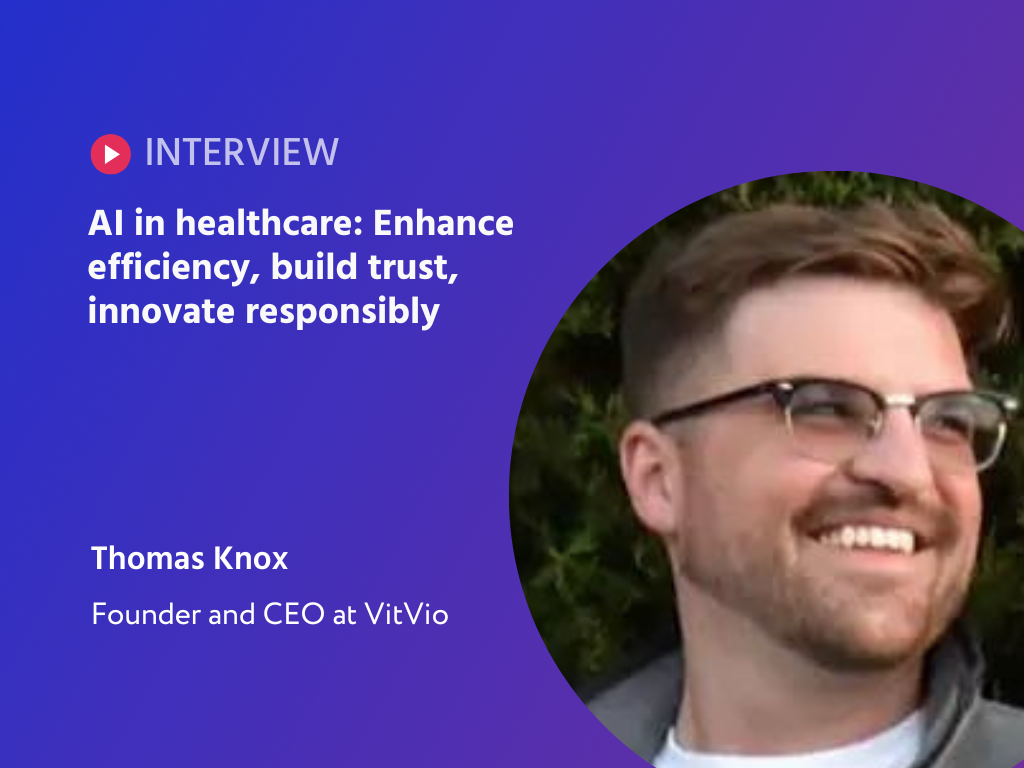 INTERVIEW
AI in healthcare: Enhance
efficiency, build trust,
innovate responsibly
Thomas Knox
Founder and CEO at VitVio